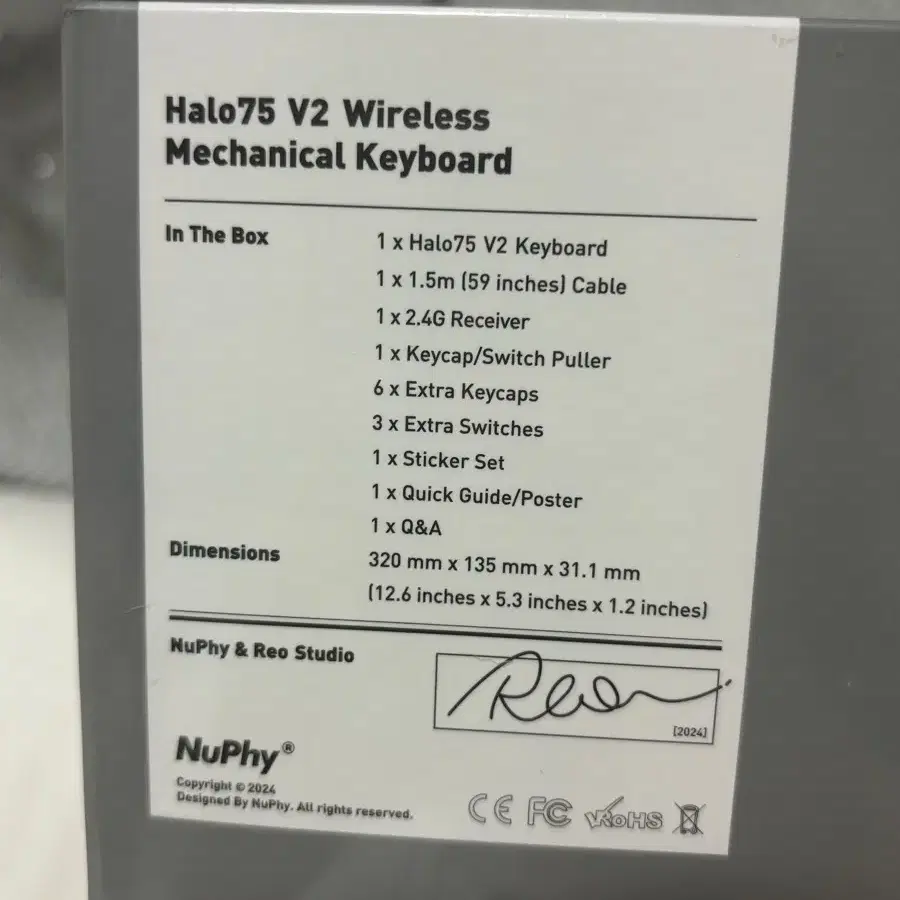 Halo75 V2 Wireless
Mechanical Keyboard
In The Box
1 x Halo75 V2 Keyboard
1 x 1.5m (59 inches) Cable
1 x 2.4G Receiver
1 x Keycap/Switch Puller
6 x Extra Keycaps
3 x Extra Switches
1 x Sticker Set
1 x Quick Guide/Poster
1 x Q&A
Dimensions
320 mm x 135 mm x 31.1 mm
(12.6 inches x 5.3 inches x 1.2 inches)
NuPhy & Reo Studio
Reo
[2024]
NuPhy®
Copyright © 2024
Designed By NuPhy. All rights reserved.
CE FC RoHS